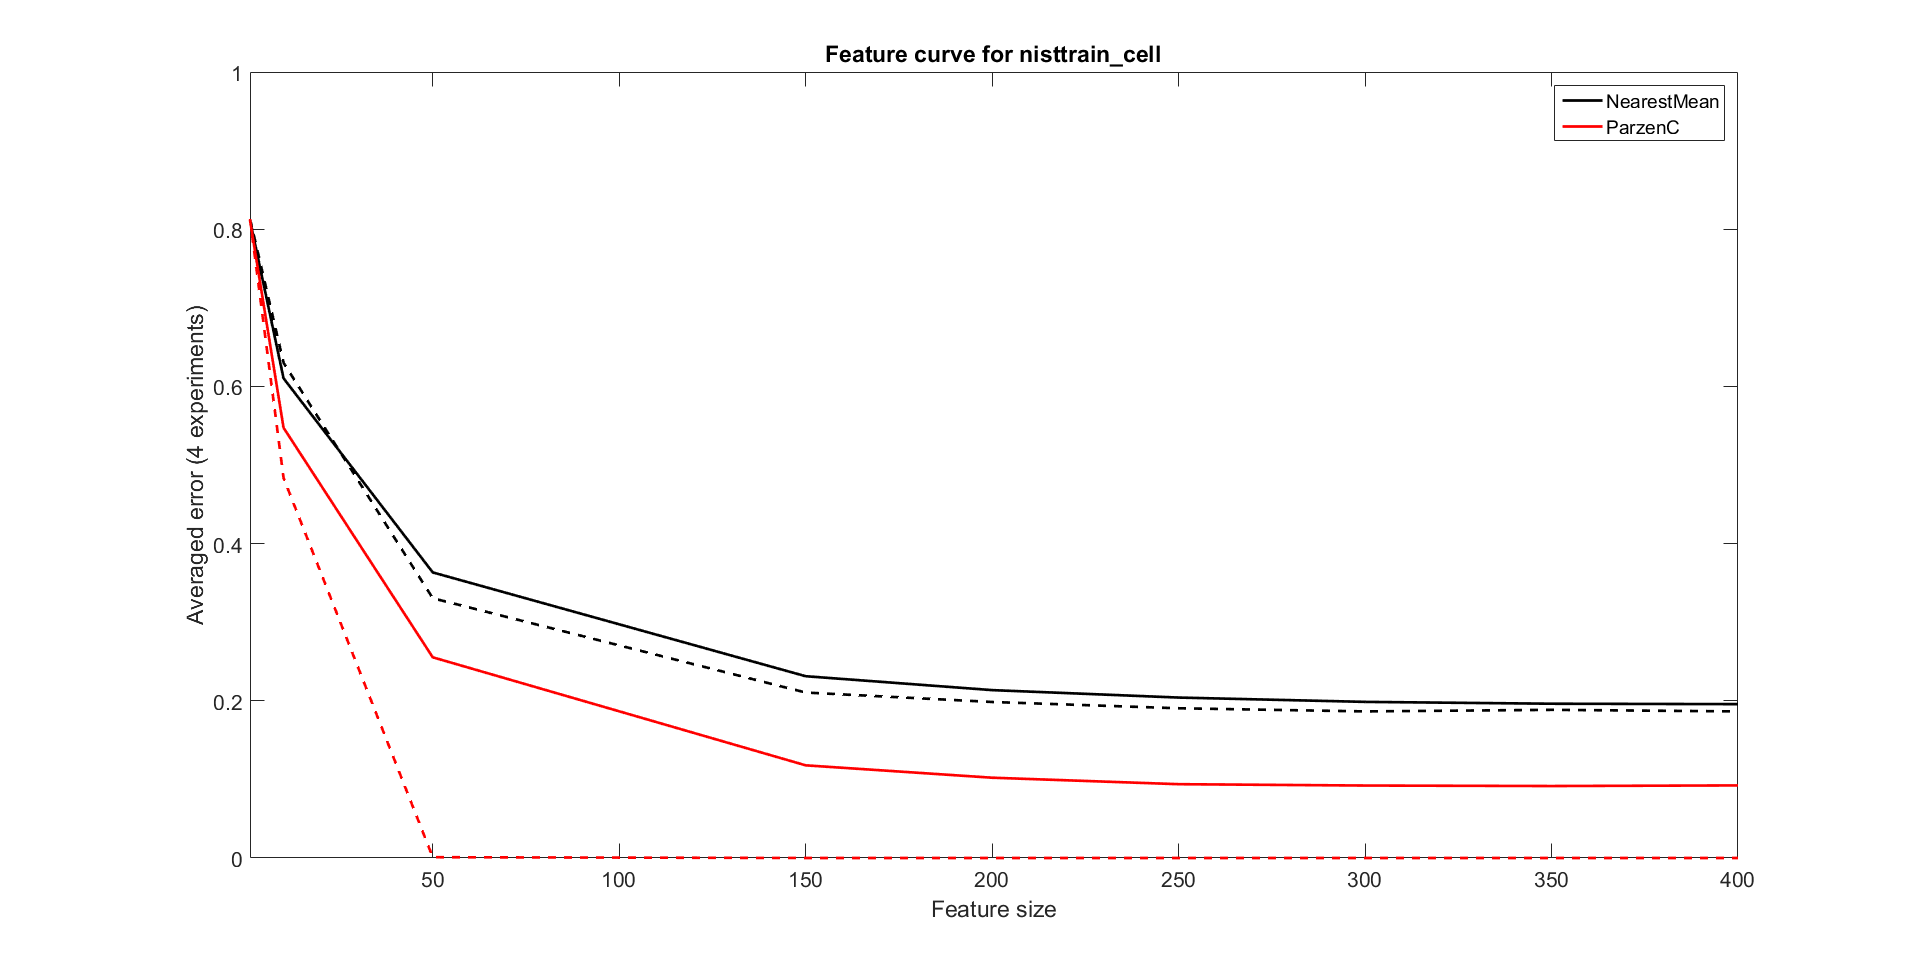 Feature curve for nisttrain_cell
NearestMean
ParzenC
Averaged error (4 experiments)
1
0.8
0.6
0.4
0.2
0
50 100 150 200 250 300 350 400
Feature size